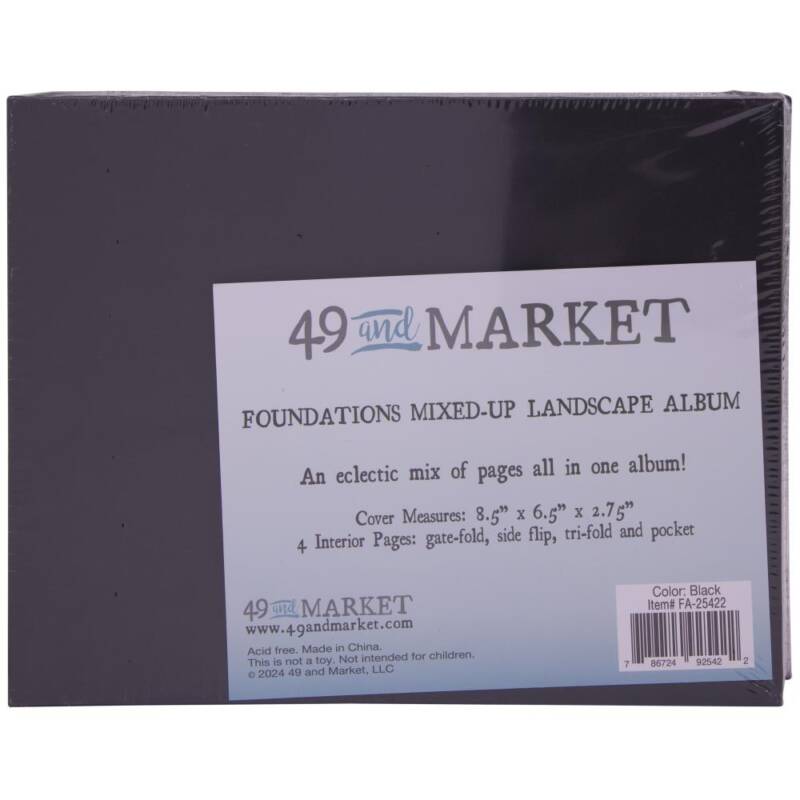 49 and MARKET
FOUNDATIONS MIXED-UP LANDSCAPE ALBUM
An eclectic mix of pages all in one album!
Cover Measures: 8.5" x 6.5" x 2.75"
4 Interior Pages: gate-fold, side flip, tri-fold and pocket
49 and MARKET
www.49andmarket.com
Acid free. Made in China.
This is not a toy. Not intended for children.
© 2024 49 and Market, LLC
Color: Black
Item# FA-25422
7 86724 92542 2